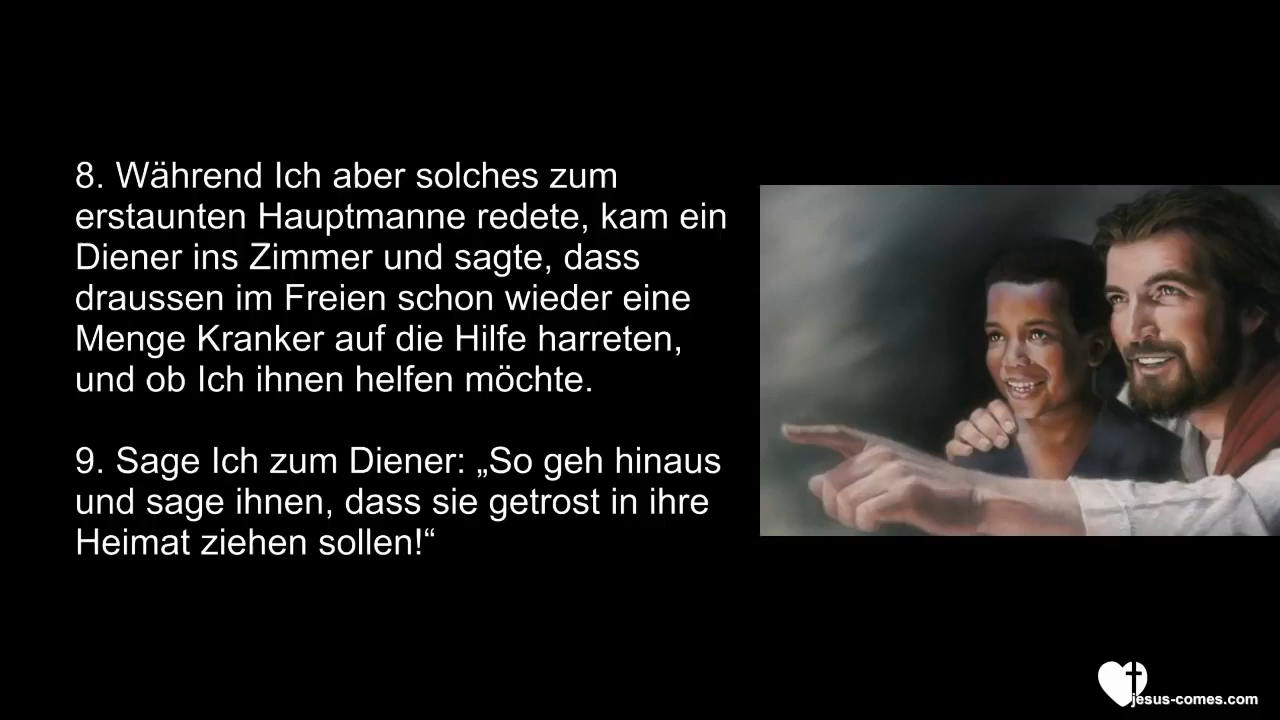 8. Während Ich aber solches zum
erstaunten Hauptmanne redete, kam ein
Diener ins Zimmer und sagte, dass
draussen im Freien schon wieder eine
Menge Kranker auf die Hilfe harreten,
und ob Ich ihnen helfen möchte.
9. Sage Ich zum Diener: „So geh hinaus
und sage ihnen, dass sie getrost in ihre
Heimat ziehen sollen!“
jesus-comes.com